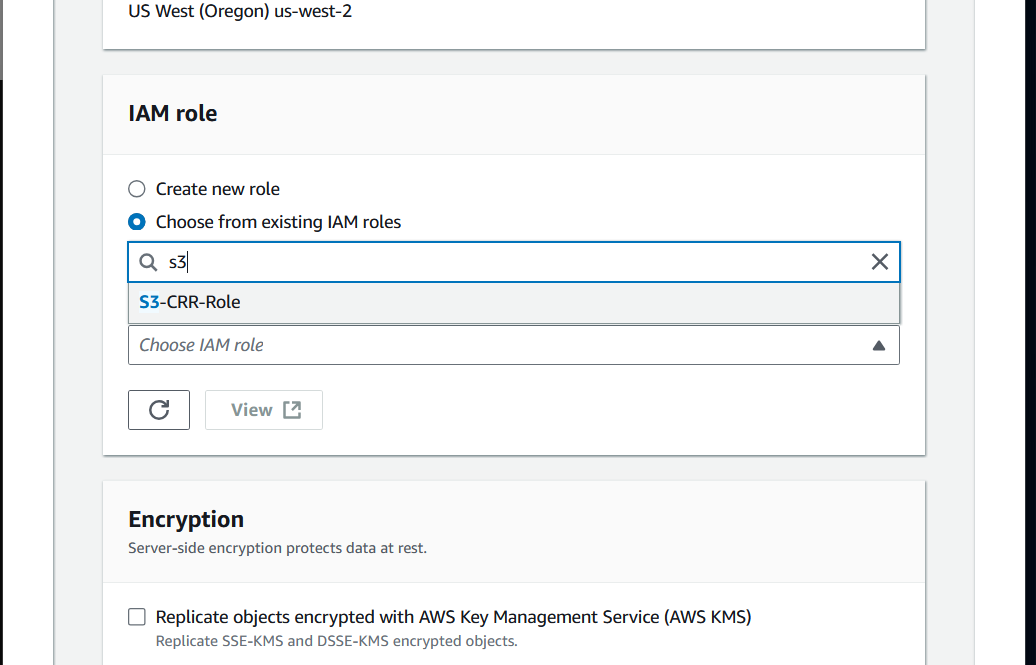 US West (Oregon) us-west-2
IAM role
Create new role
Choose from existing IAM roles
s3
S3-CRR-Role
Choose IAM role
View
Encryption
Server-side encryption protects data at rest.
Replicate objects encrypted with AWS Key Management Service (AWS KMS)
Replicate SSE-KMS and DSSE-KMS encrypted objects.